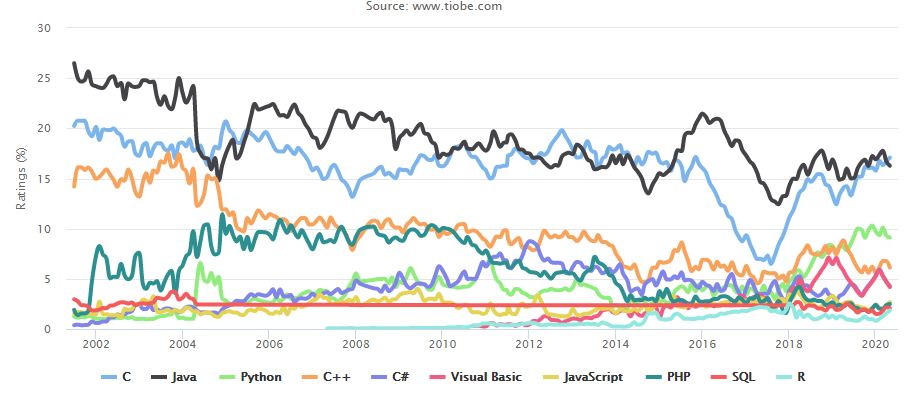 Source: www.tiobe.com
30
25
20
15
10
5
0
Ratings (%)
2002 2004 2006 2008 2010 2012 2014 2016 2018 2020
C Java Python C++ C# Visual Basic JavaScript PHP SQL R